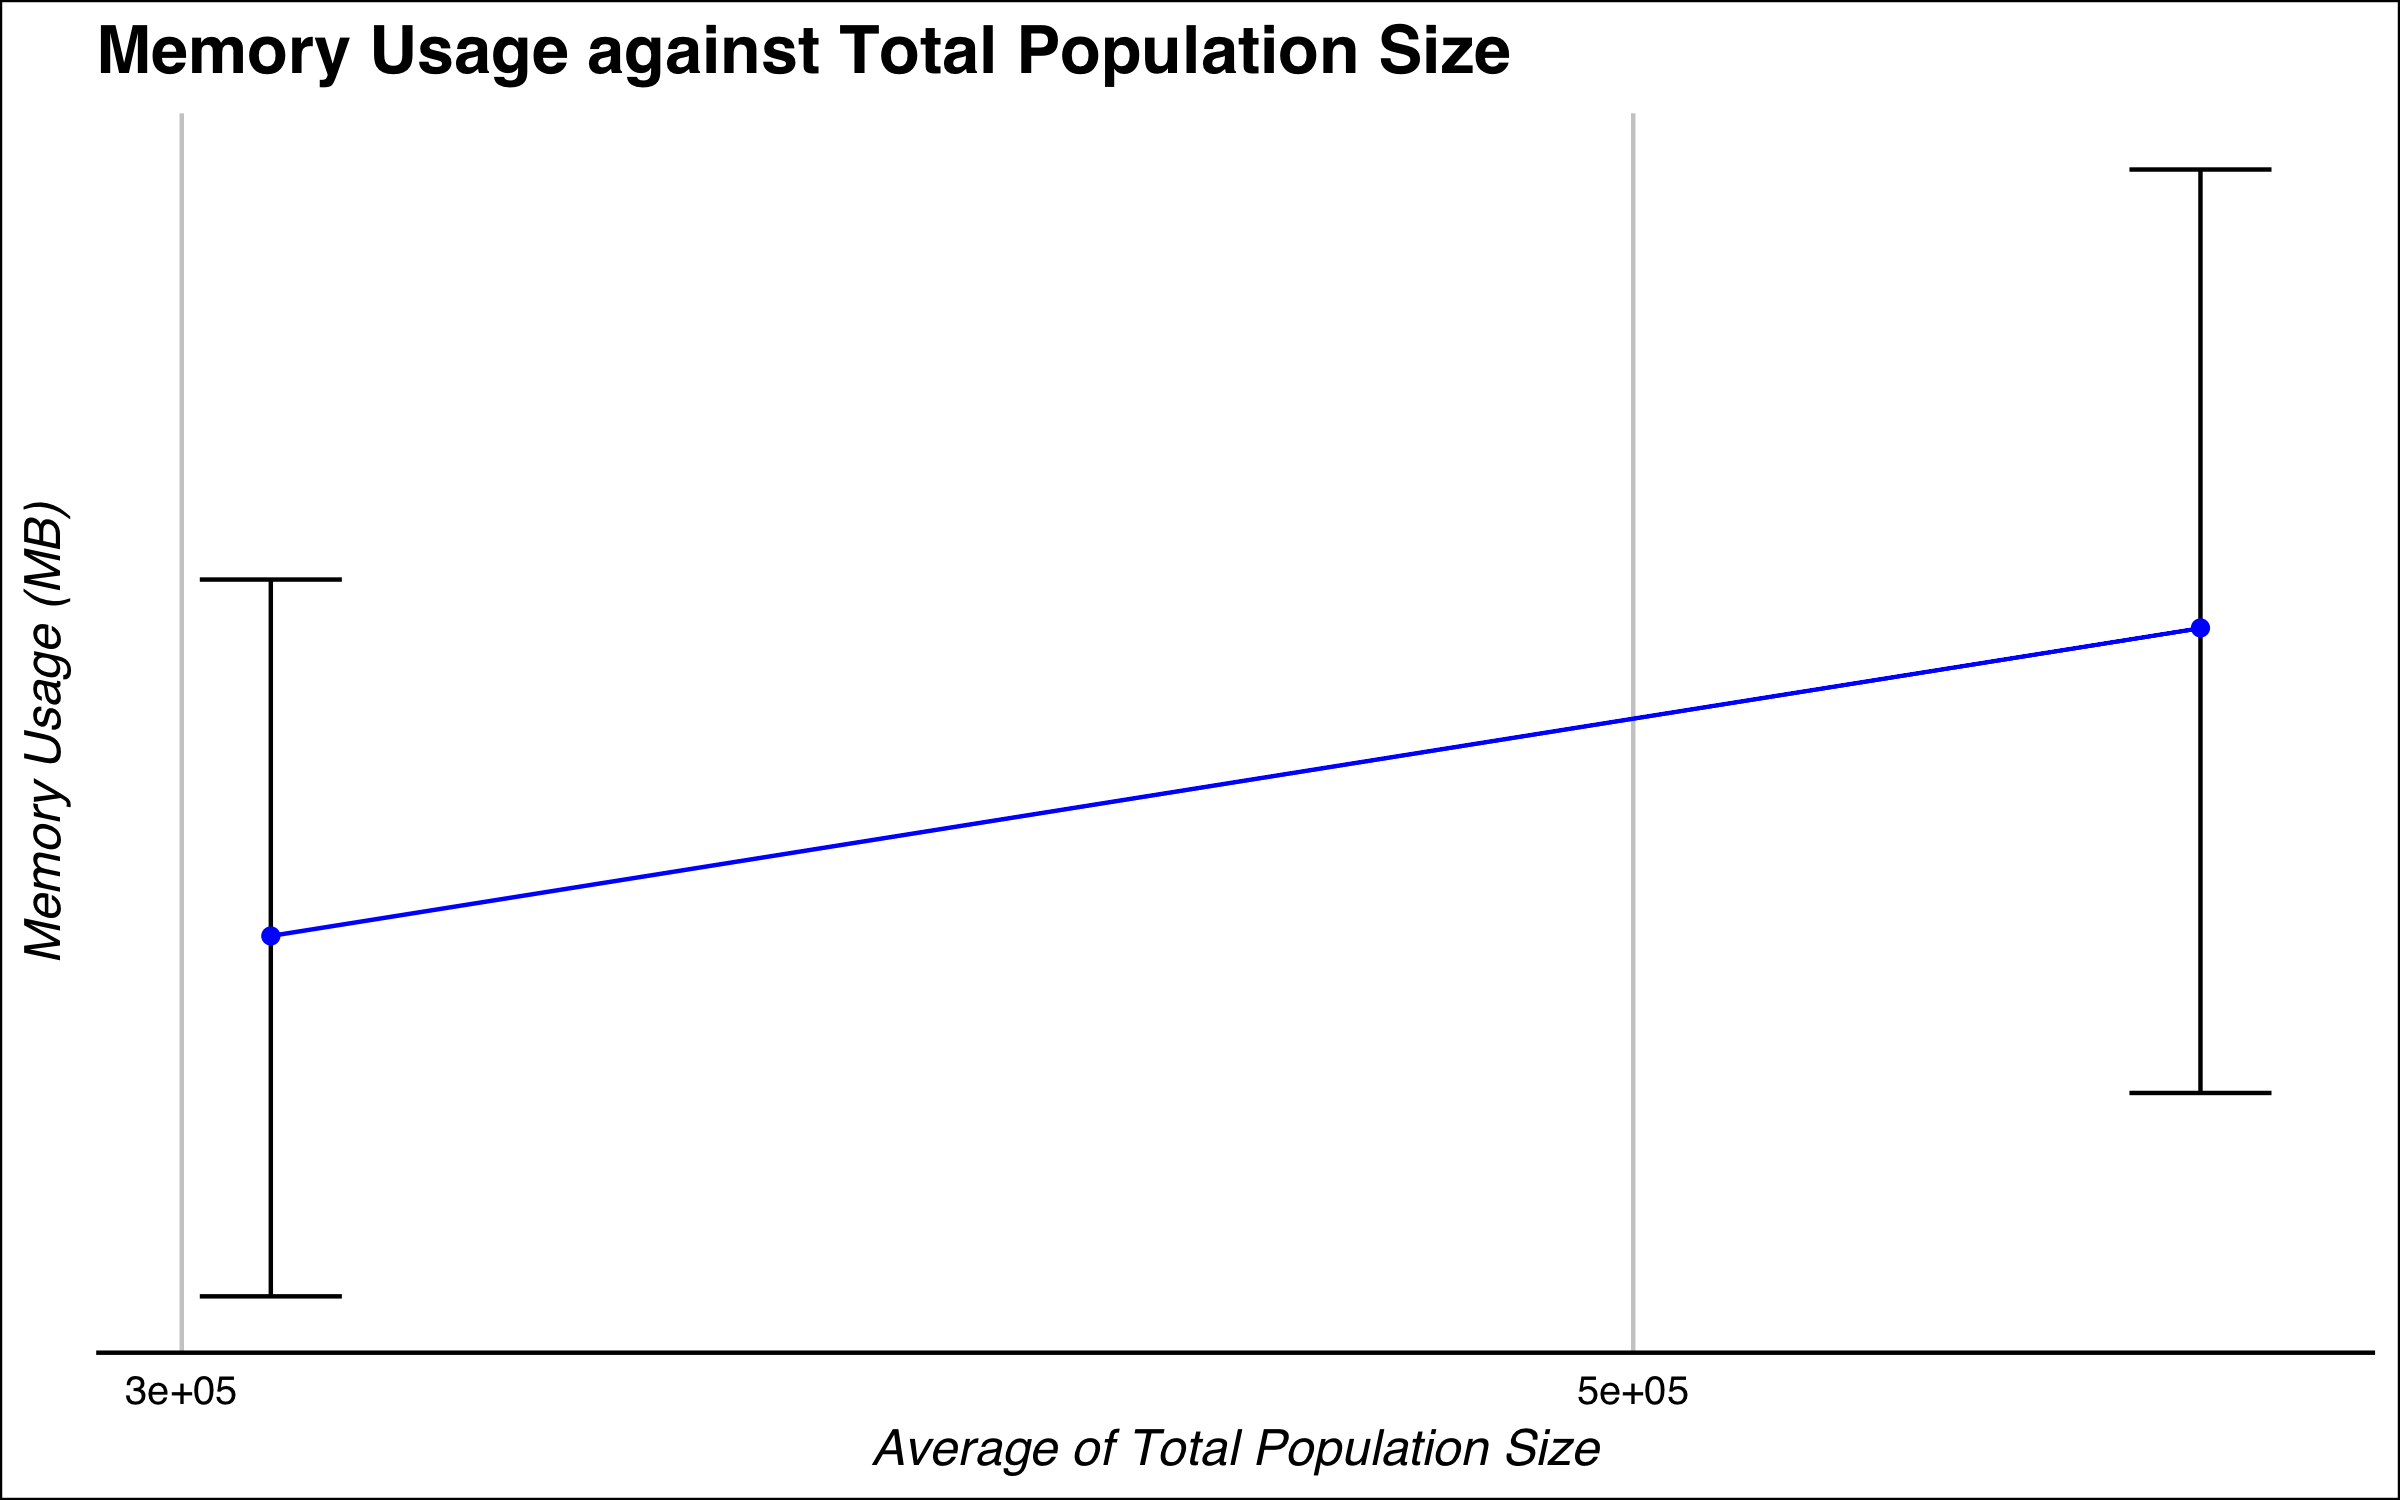 Memory Usage against Total Population Size
Memory Usage (MB)
3e+05
5e+05
Average of Total Population Size